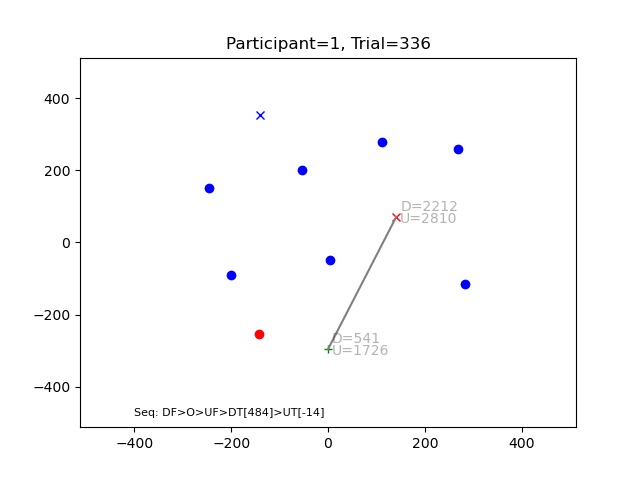 Participant=1, Trial=336
400
200
0
−200
−400
D=2212
U=2810
D=541
U=1726
Seq: DF>O>UF>DT[484]>UT[-14]
−400 −200 0 200 400